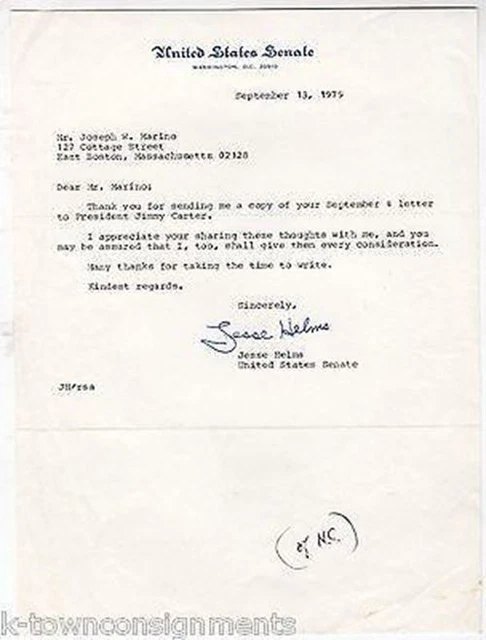 United States Senate
WASHINGTON, D.C. 20510
September 13, 1979
Mr. Joseph W. Marino
127 Cottage Street
East Boston, Massachusetts 02128
Dear Mr. Marino:
Thank you for sending me a copy of your September 4 letter
to President Jimmy Carter.
I appreciate your sharing these thoughts with me, and you
may be assured that I, too, shall give them every consideration.
Many thanks for taking the time to write.
Kindest regards.
Sincerely,
Jesse Helms
Jesse Helms
United States Senate
JH/rsa
(of N.C.)
k-townconsignments